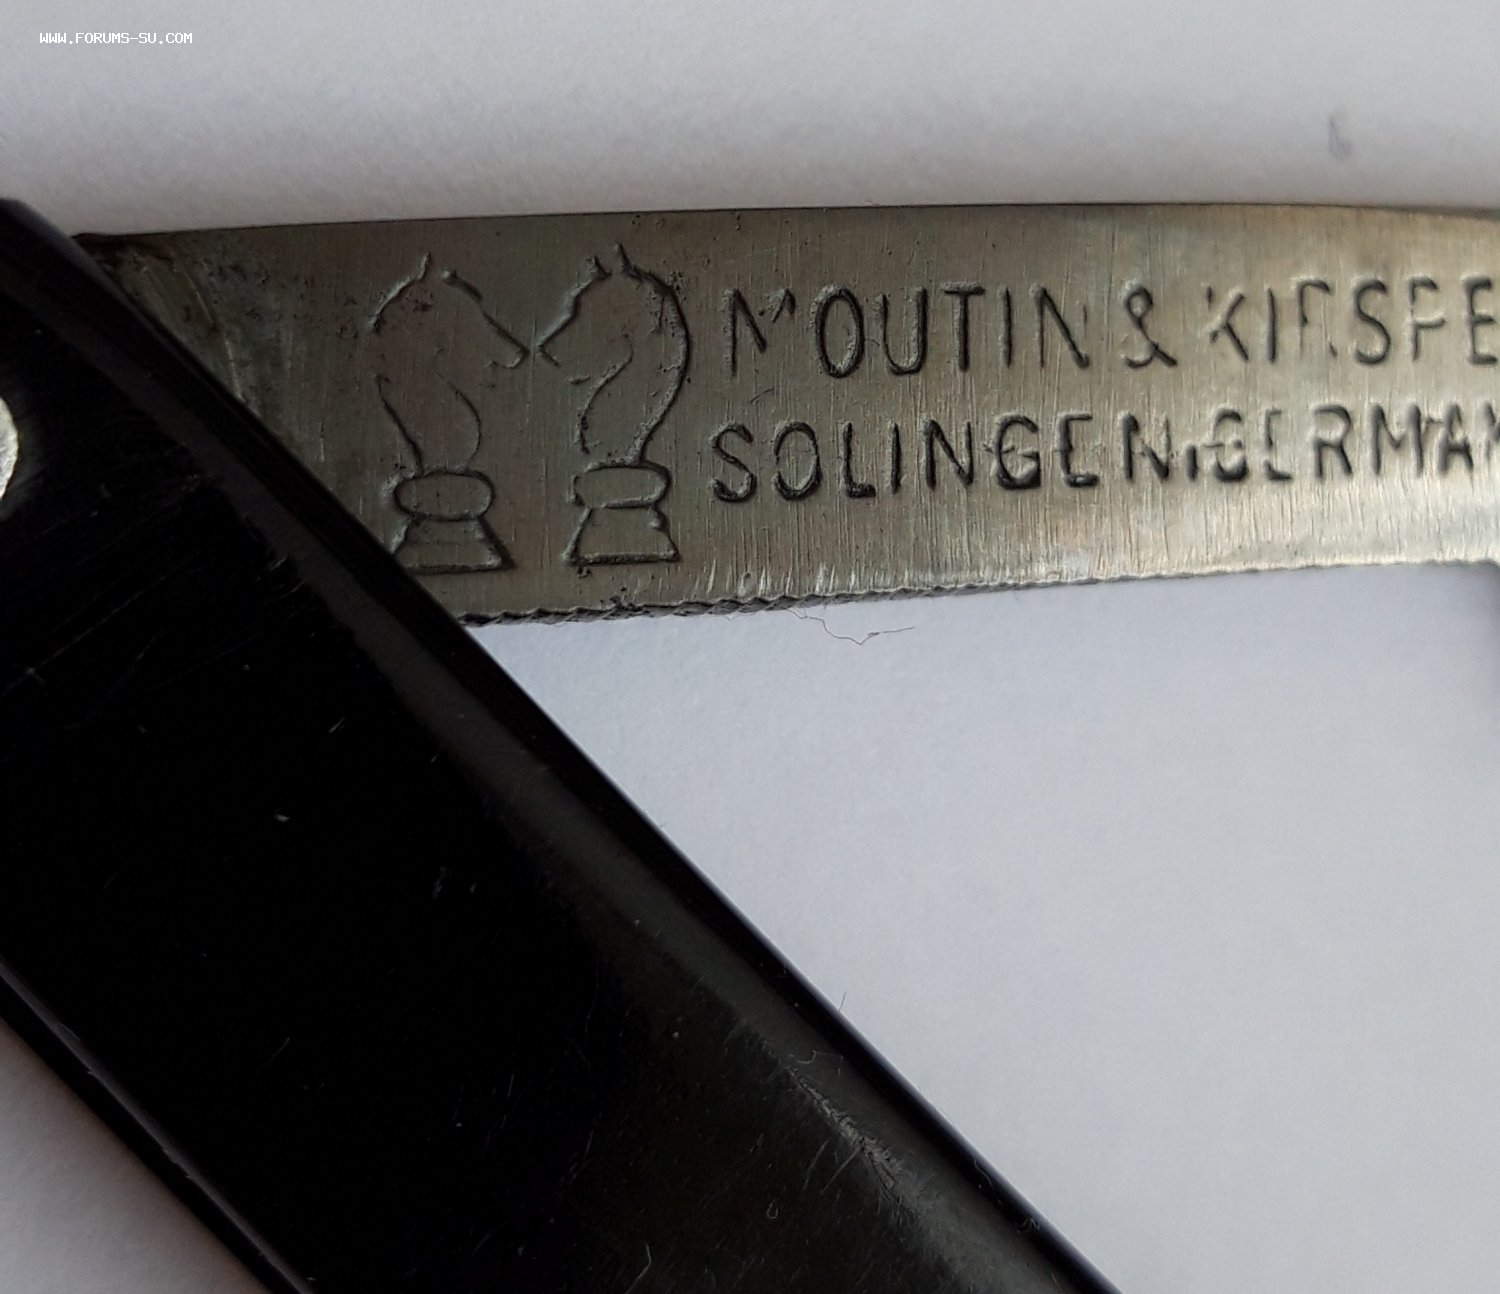 WWW.FORUMS-SU.COM
MOUTIN & KIRSPE
SOLINGEN.GERMAN